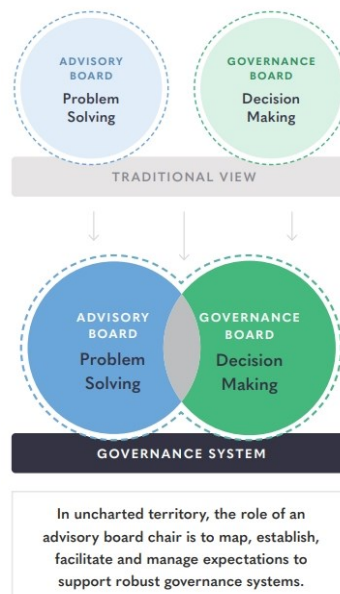 ADVISORY
BOARD
Problem
Solving
GOVERNANCE
BOARD
Decision
Making
TRADITIONAL VIEW
ADVISORY
BOARD
Problem
Solving
GOVERNANCE
BOARD
Decision
Making
GOVERNANCE SYSTEM
In uncharted territory, the role of an
advisory board chair is to map, establish,
facilitate and manage expectations to
support robust governance systems.